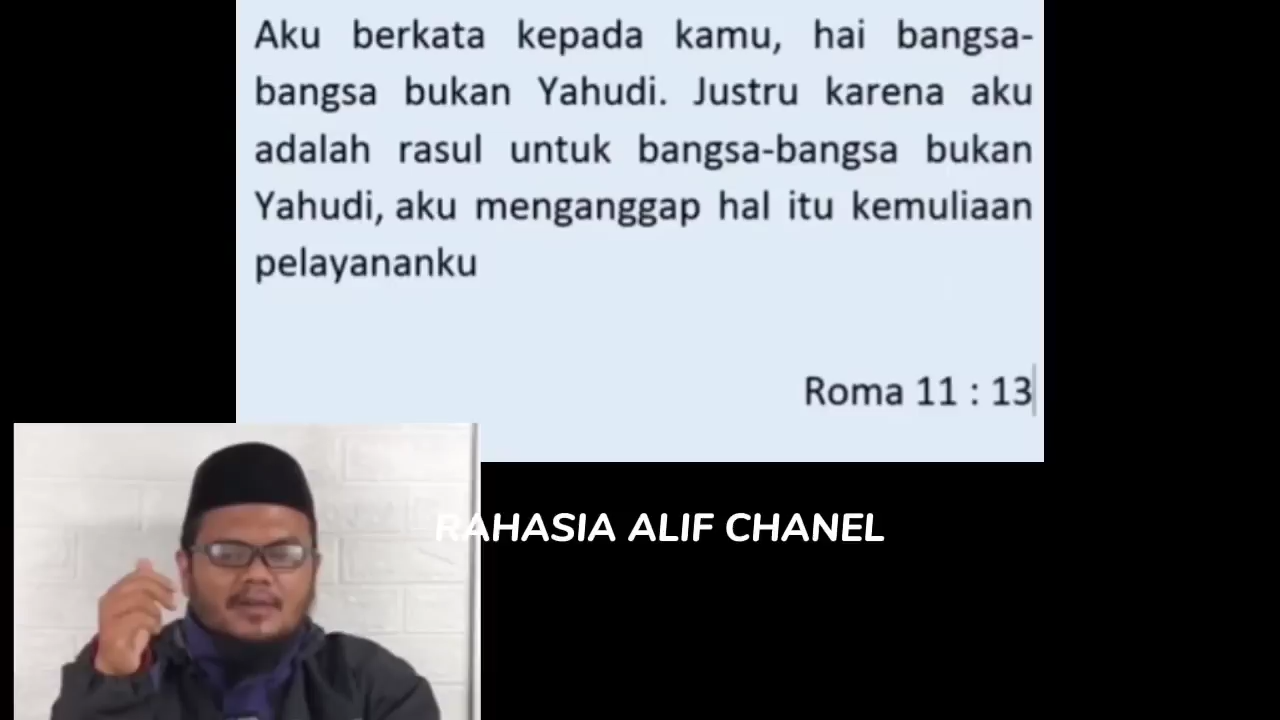 Aku berkata kepada kamu, hai bangsa-
bangsa bukan Yahudi. Justru karena aku
adalah rasul untuk bangsa-bangsa bukan
Yahudi, aku menganggap hal itu kemuliaan
pelayananku
Roma 11 : 13
RAHASIA ALIF CHANEL